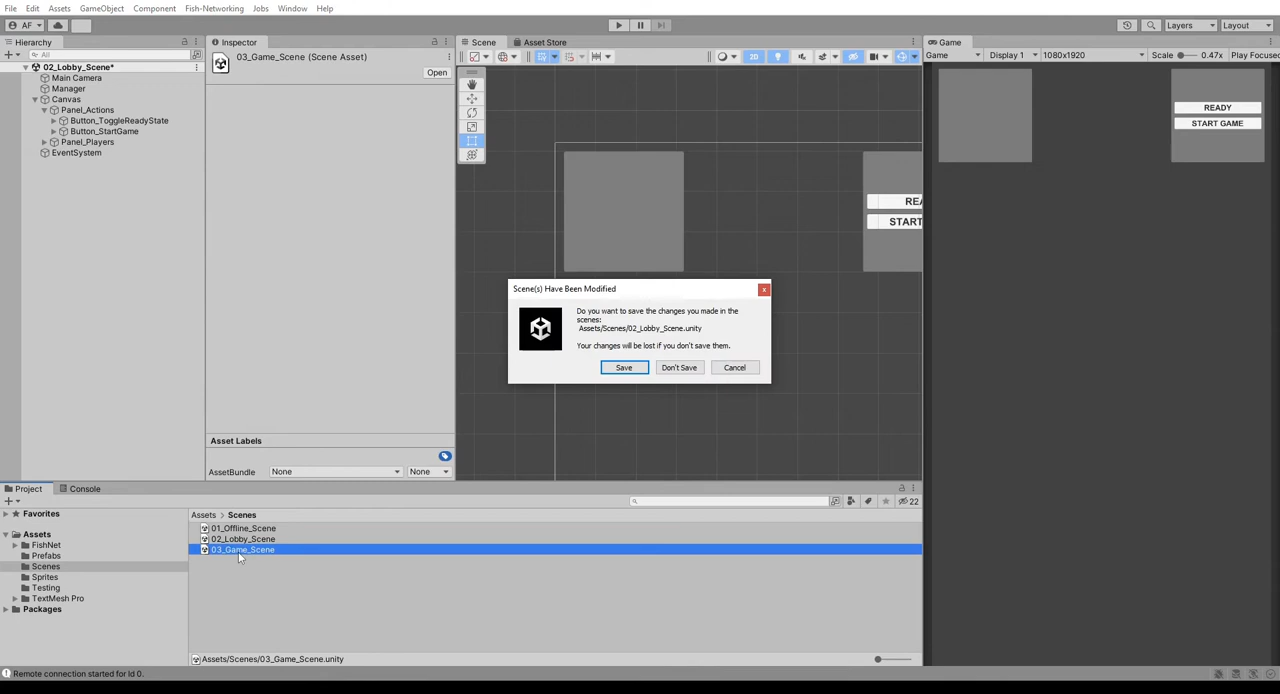 File Edit Assets GameObject Component Fish-Networking Jobs Window Help
AF Layers Layout
Hierarchy
All
02_Lobby_Scene*
Main Camera
Manager
Canvas
Panel_Actions
Button_ToggleReadyState
Button_StartGame
Panel_Players
EventSystem
Inspector
03_Game_Scene (Scene Asset)
Open
Asset Labels
AssetBundle None None
Scene Asset Store
2D
REA
START
Game
Game Display 1 1080x1920 Scale 0.47x Play Focused
READY
START GAME
Scene(s) Have Been Modified
x
Do you want to save the changes you made in the
scenes:
Assets/Scenes/02_Lobby_Scene.unity
Your changes will be lost if you don't save them.
Save Don't Save Cancel
Project Console
22
Favorites
Assets
FishNet
Prefabs
Scenes
Sprites
Testing
TextMesh Pro
Packages
Assets > Scenes
01_Offline_Scene
02_Lobby_Scene
03_Game_Scene
Assets/Scenes/03_Game_Scene.unity
Remote connection started for Id 0.